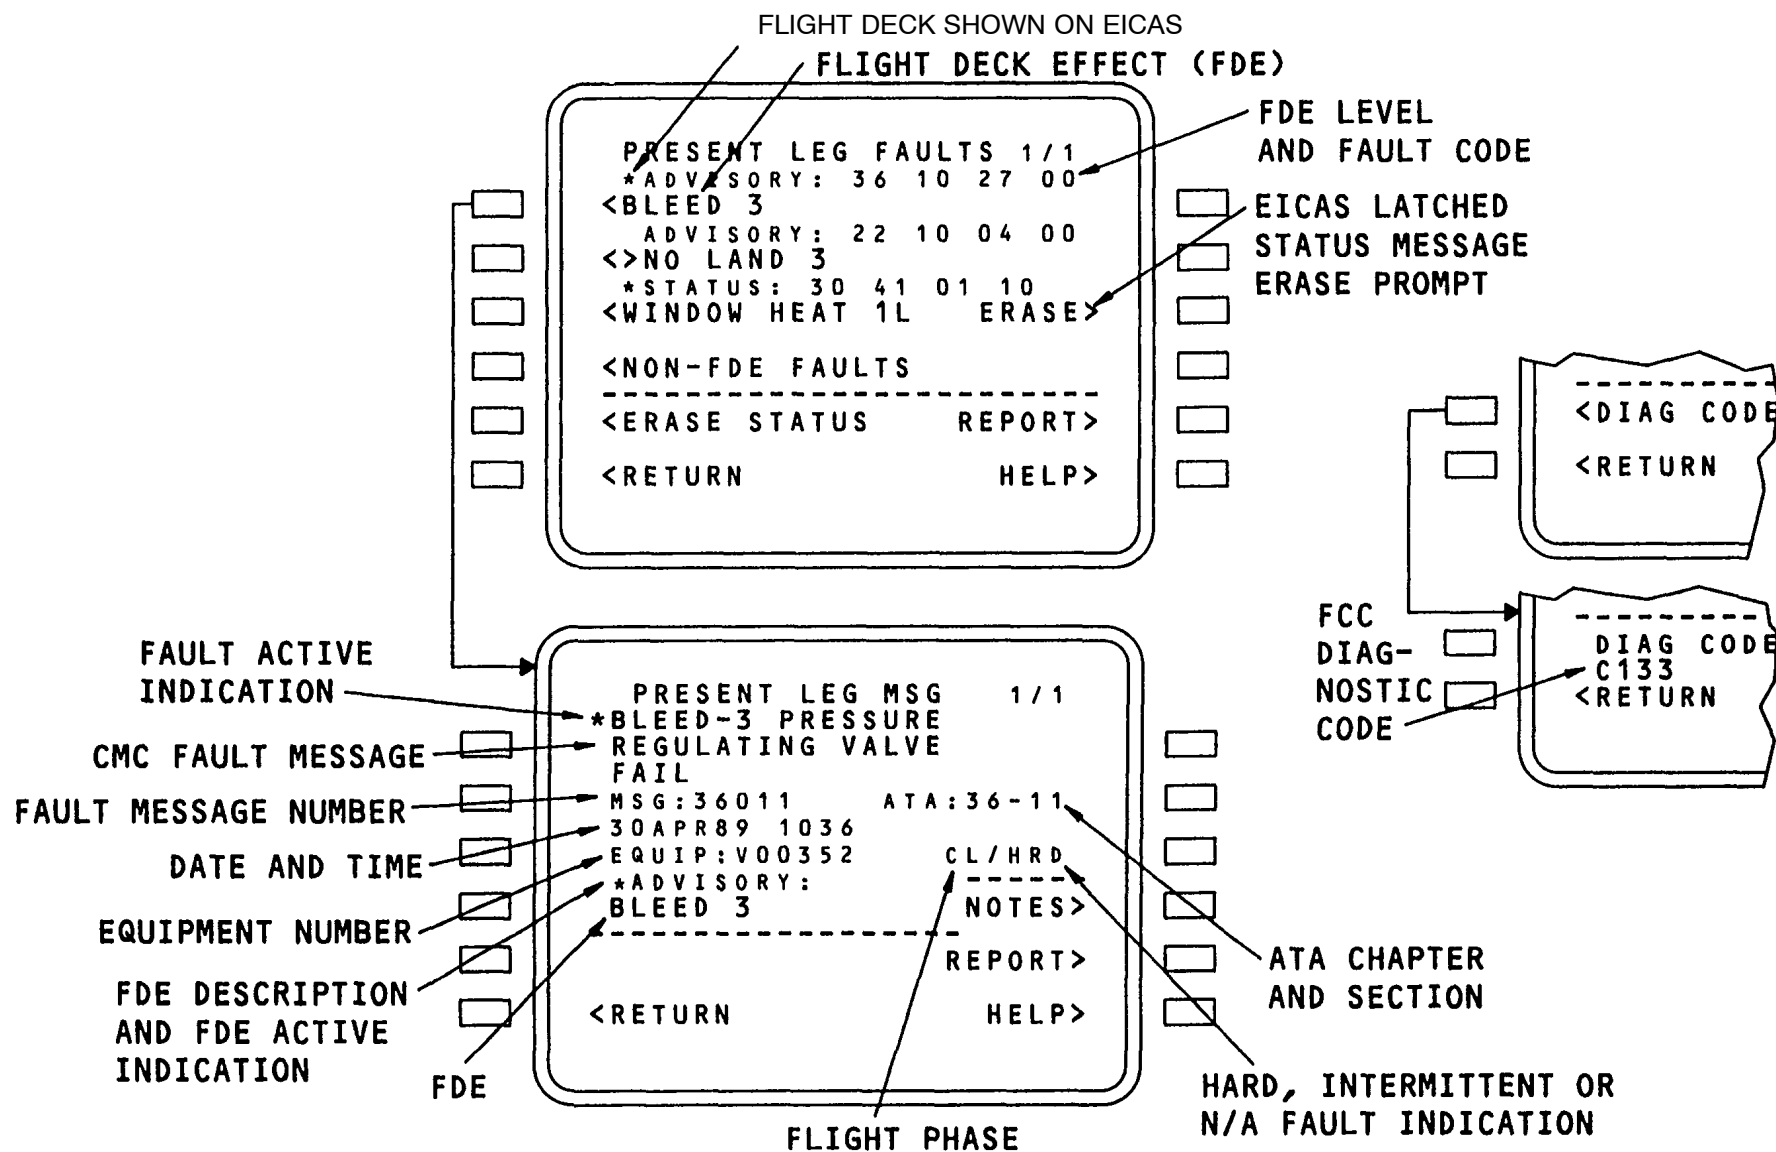 FLIGHT DECK SHOWN ON EICAS
FLIGHT DECK EFFECT (FDE)
FDE LEVEL
AND FAULT CODE
PRESENT LEG FAULTS 1/1
*ADVISORY: 36 10 27 00
<BLEED 3
ADVISORY: 22 10 04 00
<>NO LAND 3
*STATUS: 30 41 01 10
<WINDOW HEAT 1L ERASE>
<NON-FDE FAULTS
<ERASE STATUS REPORT>
<RETURN HELP>
EICAS LATCHED
STATUS MESSAGE
ERASE PROMPT
<DIAG CODE
<RETURN
FCC
DIAG-
NOSTIC
CODE
DIAG CODE
C133
<RETURN
FAULT ACTIVE
INDICATION
CMC FAULT MESSAGE
FAULT MESSAGE NUMBER
DATE AND TIME
EQUIPMENT NUMBER
FDE DESCRIPTION
AND FDE ACTIVE
INDICATION
FDE
PRESENT LEG MSG 1/1
*BLEED-3 PRESSURE
REGULATING VALVE
FAIL
MSG:36011 ATA:36-11
30APR89 1036
EQUIP:V00352 CL/HRD
*ADVISORY:
BLEED 3 NOTES>
REPORT>
<RETURN HELP>
ATA CHAPTER
AND SECTION
HARD, INTERMITTENT OR
N/A FAULT INDICATION
FLIGHT PHASE